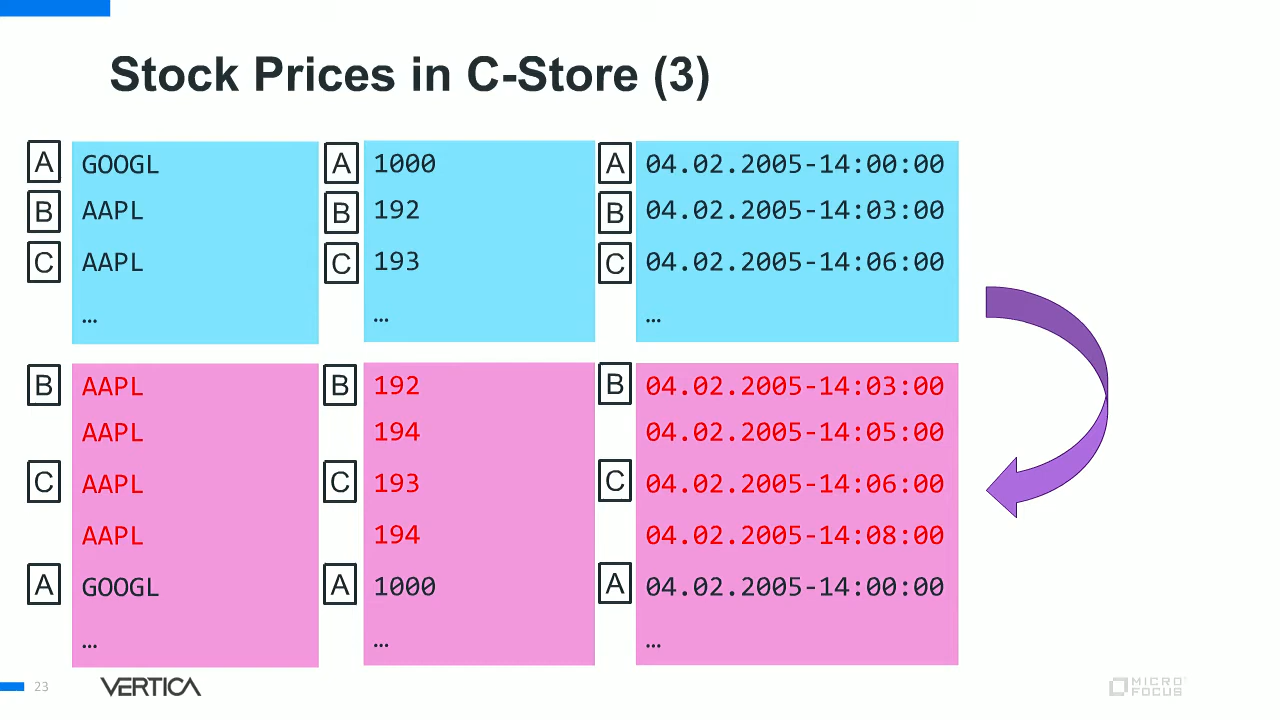 Stock Prices in C-Store (3)
A GOOGL A 1000 A 04.02.2005-14:00:00
B AAPL B 192 B 04.02.2005-14:03:00
C AAPL C 193 C 04.02.2005-14:06:00
… … …
B AAPL B 192 B 04.02.2005-14:03:00
AAPL 194 04.02.2005-14:05:00
C AAPL C 193 C 04.02.2005-14:06:00
AAPL 194 04.02.2005-14:08:00
A GOOGL A 1000 A 04.02.2005-14:00:00
… … …
23 VERTICA MICRO
FOCUS